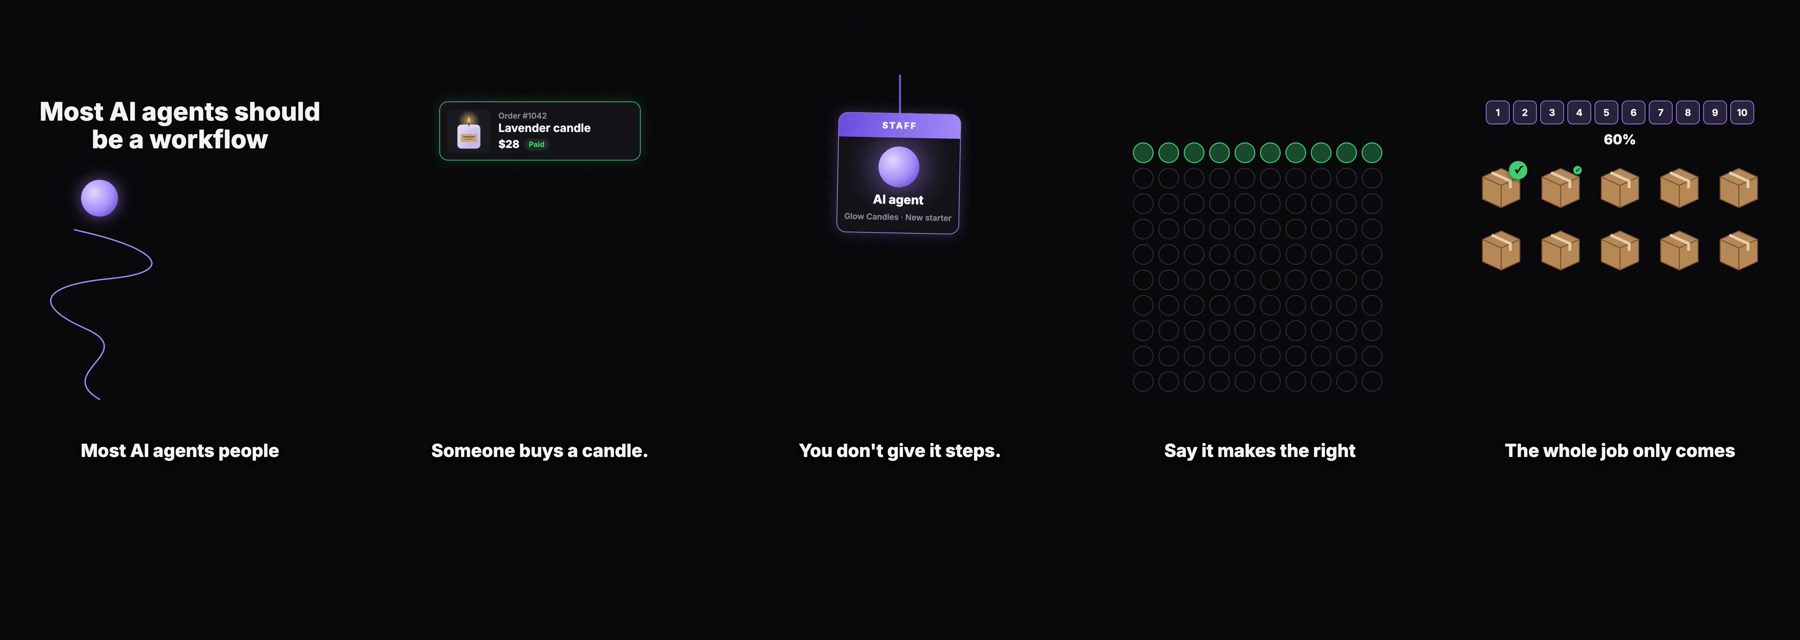 Most AI agents should
be a workflow
Most AI agents people
Order #1042
Lavender candle
$28 Paid
Someone buys a candle.
STAFF
AI agent
Glow Candles · New starter
You don't give it steps.
Say it makes the right
1 2 3 4 5 6 7 8 9 10
60%
The whole job only comes